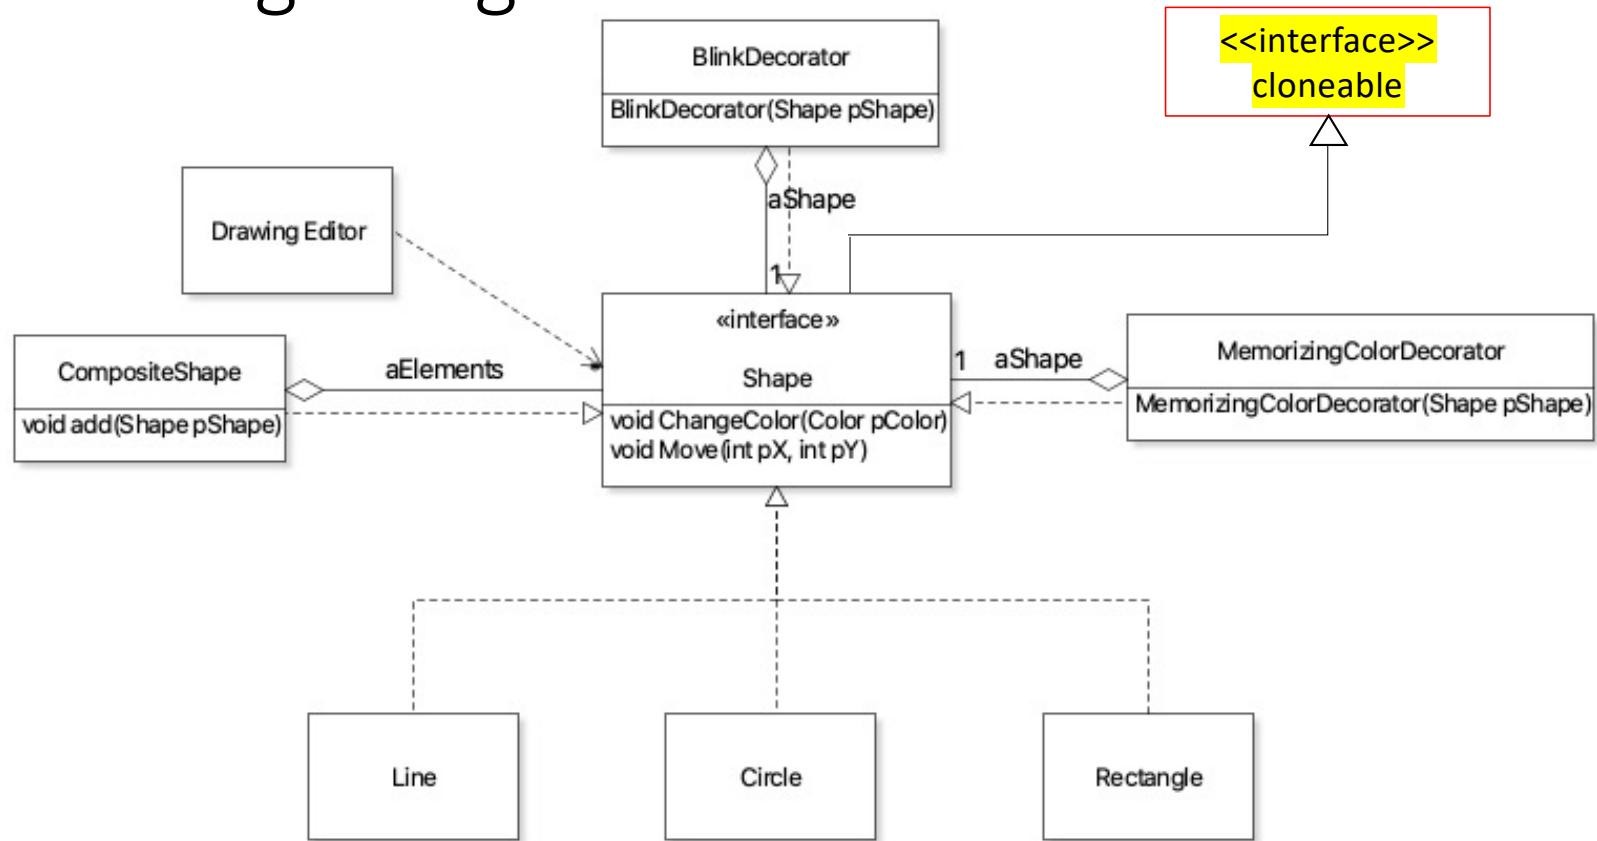 BlinkDecorator
BlinkDecorator(Shape pShape)
<<interface>>
cloneable
aShape
1
Drawing Editor
«interface»
Shape
void ChangeColor(Color pColor)
void Move(int pX, int pY)
CompositeShape
void add(Shape pShape)
aElements
1 aShape
MemorizingColorDecorator
MemorizingColorDecorator(Shape pShape)
Line
Circle
Rectangle